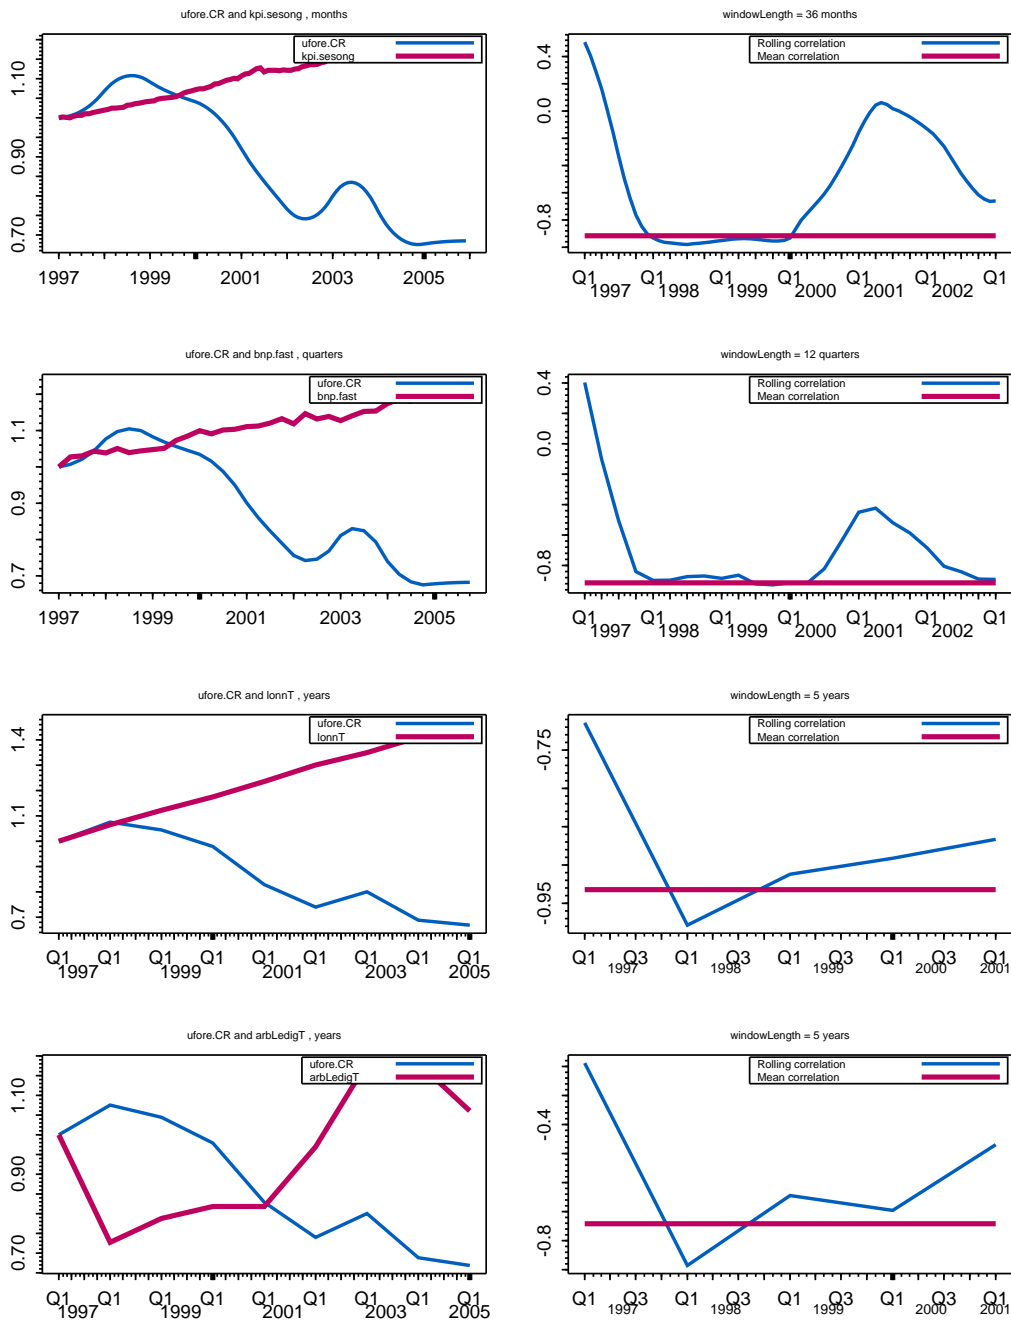 ufore.CR and kpi.sesong , months
ufore.CR
kpi.sesong
1.10
0.90
0.70
1997 1999 2001 2003 2005
windowLength = 36 months
Rolling correlation
Mean correlation
0.4
0.0
-0.8
Q1 Q1 Q1 Q1 Q1 Q1 Q1
1997 1998 1999 2000 2001 2002
ufore.CR and bnp.fast , quarters
ufore.CR
bnp.fast
1.1
0.9
0.7
1997 1999 2001 2003 2005
windowLength = 12 quarters
Rolling correlation
Mean correlation
0.4
0.0
-0.8
Q1 Q1 Q1 Q1 Q1 Q1 Q1
1997 1998 1999 2000 2001 2002
ufore.CR and lonnT , years
ufore.CR
lonnT
1.4
1.1
0.7
Q1 Q1 Q1 Q1 Q1 Q1 Q1 Q1 Q1
1997 1999 2001 2003 2005
windowLength = 5 years
Rolling correlation
Mean correlation
-0.75
-0.95
Q1 Q3 Q1 Q3 Q1 Q3 Q1 Q3 Q1
1997 1998 1999 2000 2001
ufore.CR and arbLedigT , years
ufore.CR
arbLedigT
1.10
0.90
0.70
Q1 Q1 Q1 Q1 Q1 Q1 Q1 Q1 Q1
1997 1999 2001 2003 2005
windowLength = 5 years
Rolling correlation
Mean correlation
-0.4
-0.8
Q1 Q3 Q1 Q3 Q1 Q3 Q1 Q3 Q1
1997 1998 1999 2000 2001